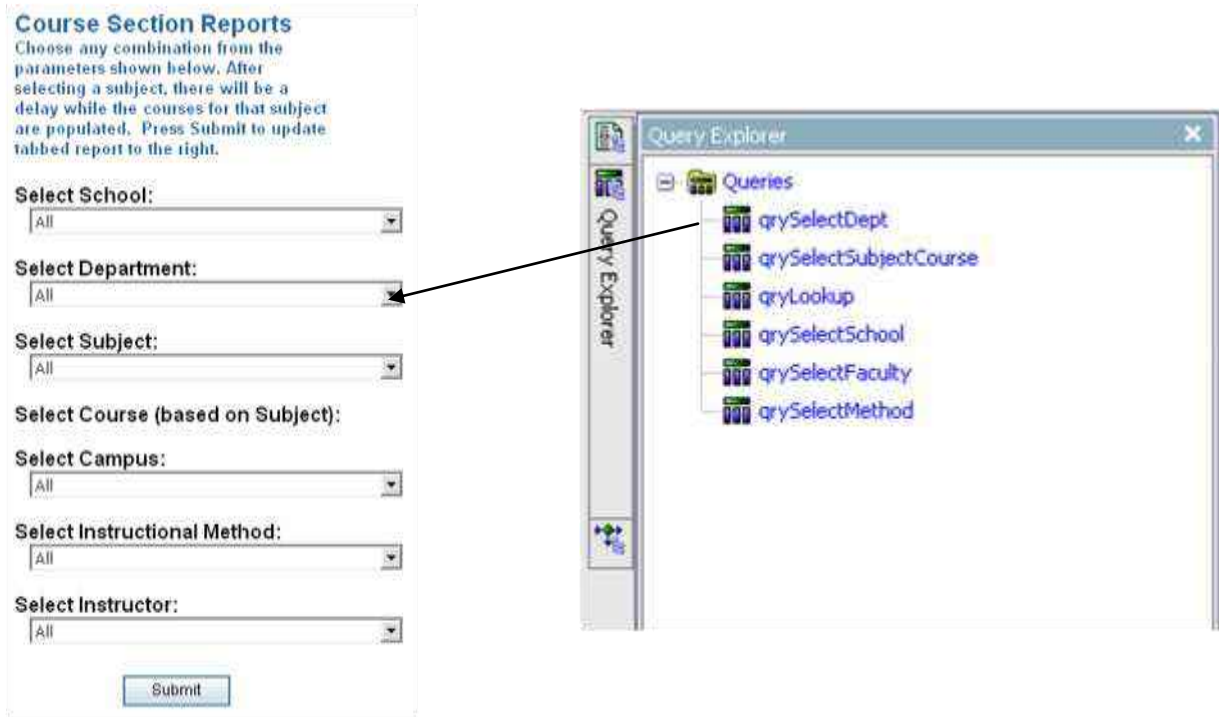 Course Section Reports
Choose any combination from the
parameters shown below. After
selecting a subject, there will be a
delay while the courses for that subject
are populated. Press Submit to update
tabbed report to the right.
Select School:
All
Select Department:
All
Select Subject:
All
Select Course (based on Subject):
Select Campus:
All
Select Instructional Method:
All
Select Instructor:
All
Submit
Query Explorer
Query Explorer
Queries
qrySelectDept
qrySelectSubjectCourse
qryLookup
qrySelectSchool
qrySelectFaculty
qrySelectMethod